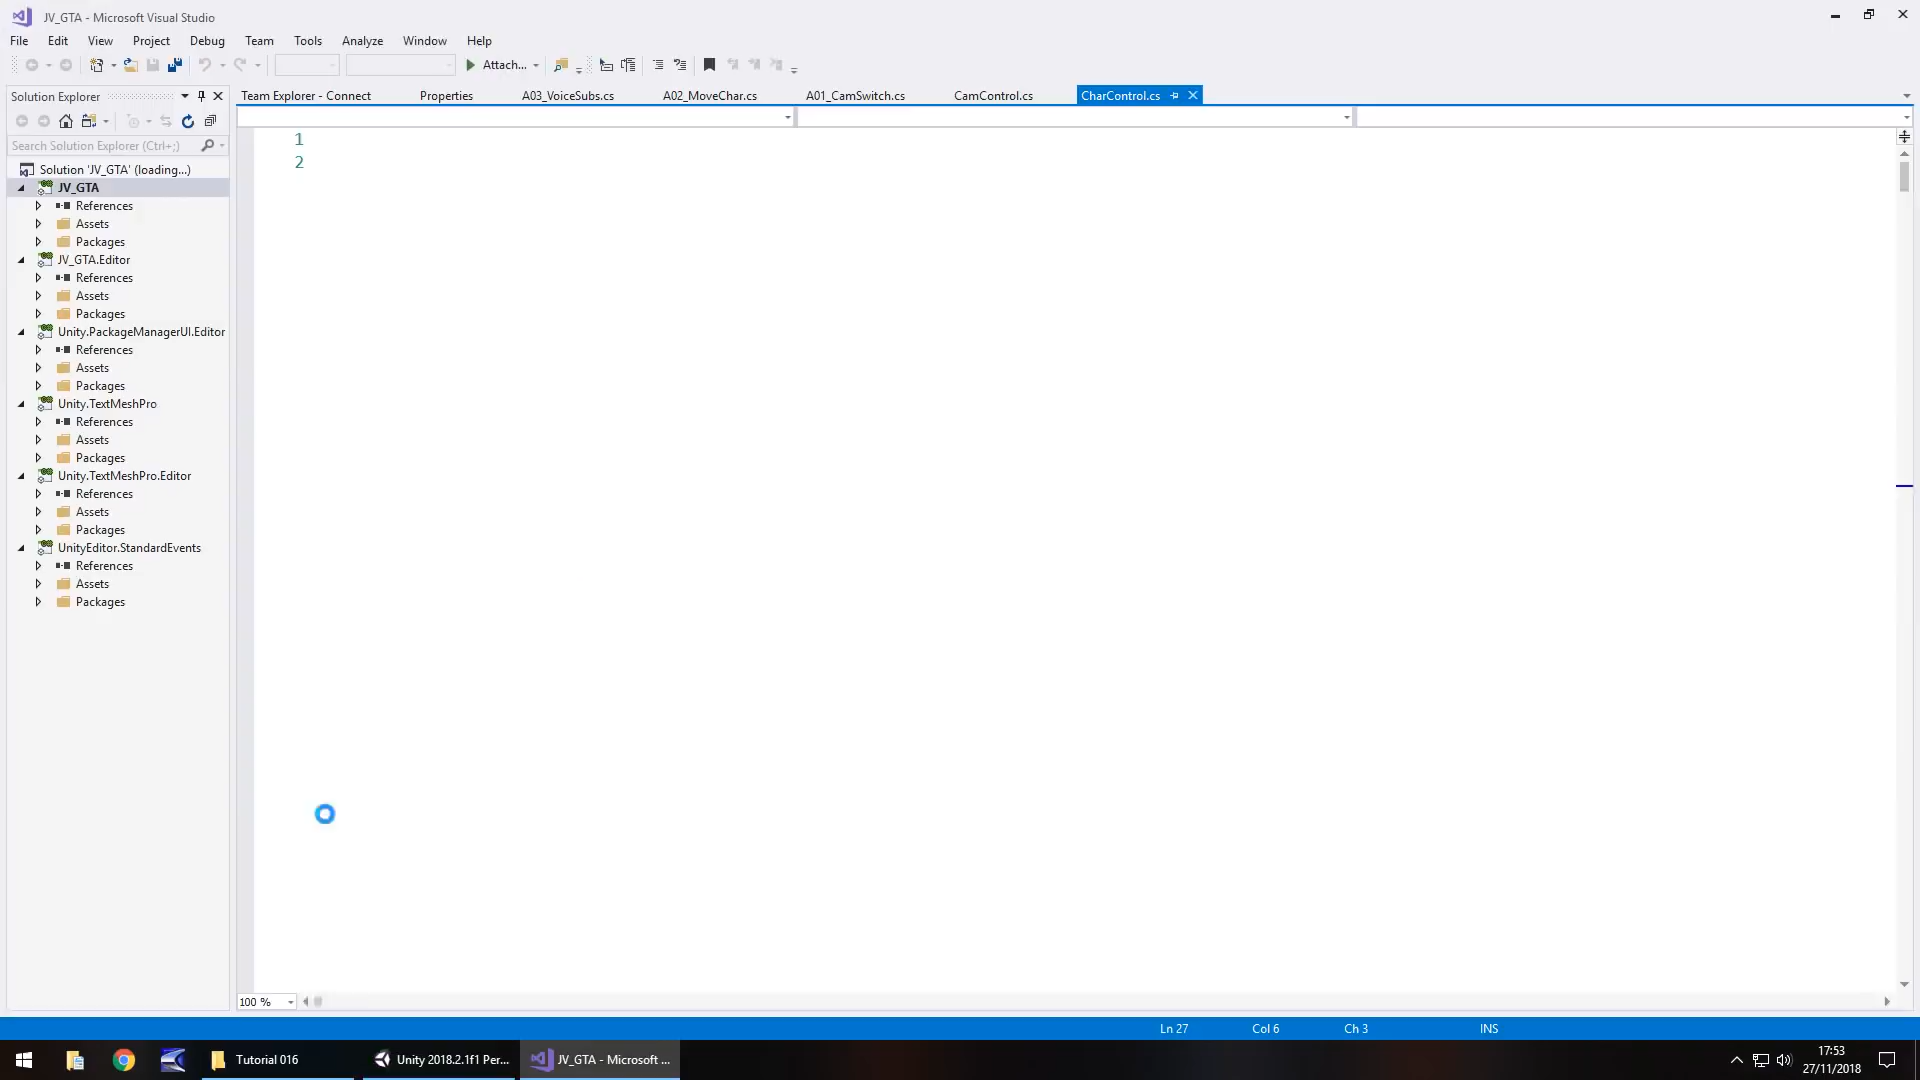 JV_GTA - Microsoft Visual Studio
File Edit View Project Debug Team Tools Analyze Window Help
Attach...
Solution Explorer
Team Explorer - Connect Properties A03_VoiceSubs.cs A02_MoveChar.cs A01_CamSwitch.cs CamControl.cs CharControl.cs
Search Solution Explorer (Ctrl+;)
1
2
Solution 'JV_GTA' (loading...)
JV_GTA
References
Assets
Packages
JV_GTA.Editor
References
Assets
Packages
Unity.PackageManagerUI.Editor
References
Assets
Packages
Unity.TextMeshPro
References
Assets
Packages
Unity.TextMeshPro.Editor
References
Assets
Packages
UnityEditor.StandardEvents
References
Assets
Packages
100 %
Ln 27 Col 6 Ch 3 INS
Tutorial 016 Unity 2018.2.1f1 Per... JV_GTA - Microsoft ...
17:53
27/11/2018